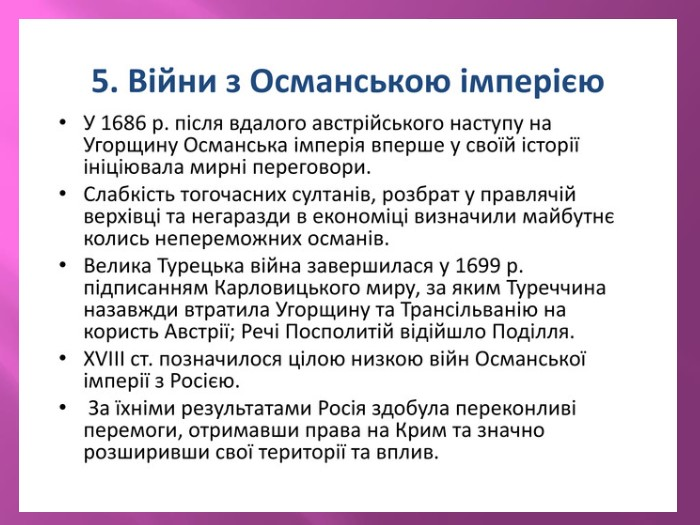 5. Війни з Османською імперією
• У 1686 р. після вдалого австрійського наступу на
Угорщину Османська імперія вперше у своїй історії
ініціювала мирні переговори.
• Слабкість тогочасних султанів, розбрат у правлячій
верхівці та негаразди в економіці визначили майбутнє
колись непереможних османів.
• Велика Турецька війна завершилася у 1699 р.
підписанням Карловицького миру, за яким Туреччина
назавжди втратила Угорщину та Трансільванію на
користь Австрії; Речі Посполитій відійшло Поділля.
• XVIII ст. позначилося цілою низкою війн Османської
імперії з Росією.
• За їхніми результатами Росія здобула переконливі
перемоги, отримавши права на Крим та значно
розширивши свої території та вплив.